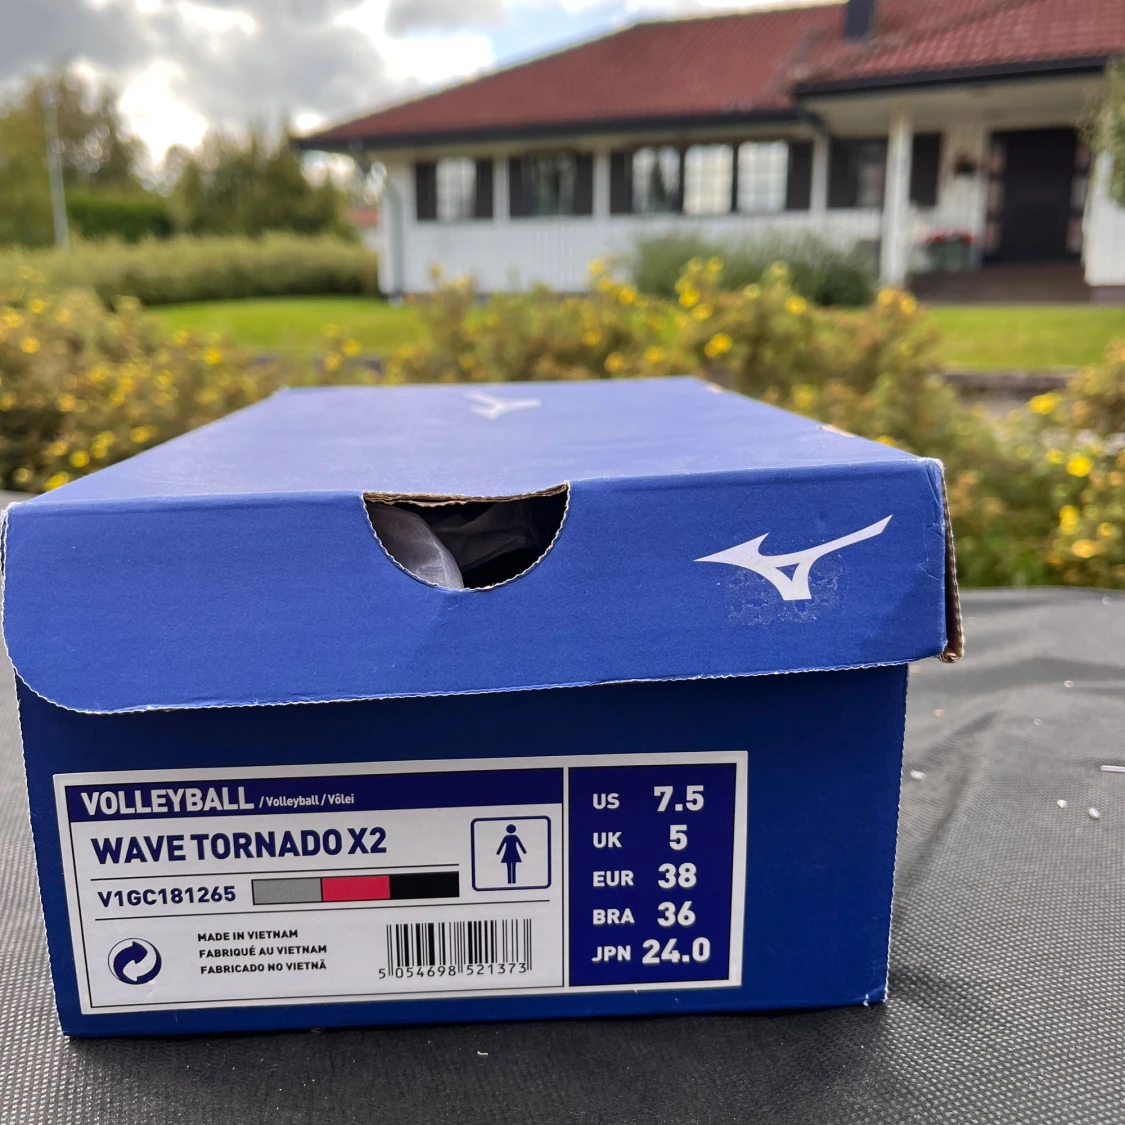 VOLLEYBALL / Volleyball / Vôlei
WAVE TORNADO X2
V1GC181265
MADE IN VIETNAM
FABRIQUÉ AU VIETNAM
FABRICADO NO VIETNÃ
5 054698 521373
US 7.5
UK 5
EUR 38
BRA 36
JPN 24.0